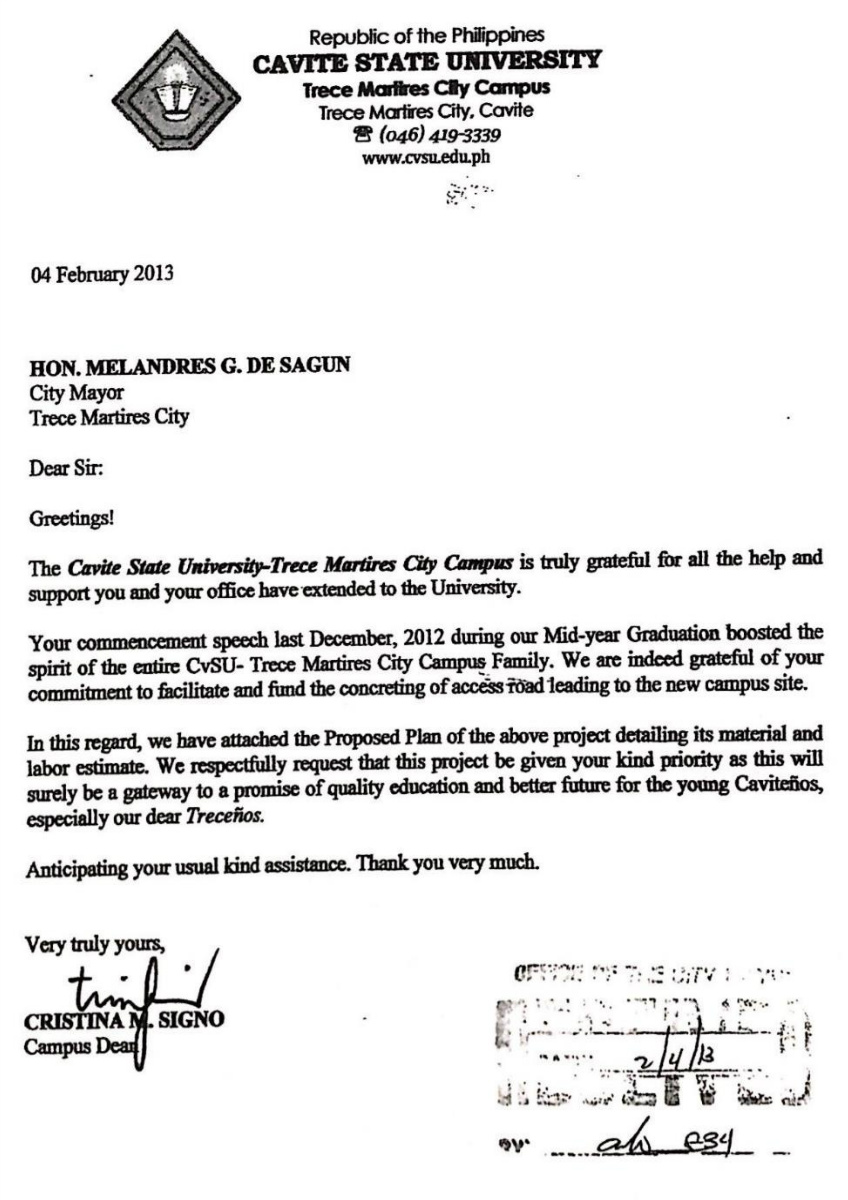 Republic of the Philippines
CAVITE STATE UNIVERSITY
Trece Martires City Campus
Trece Martires City, Cavite
☎ (046) 419-3339
www.cvsu.edu.ph
04 February 2013
HON. MELANDRES G. DE SAGUN
City Mayor
Trece Martires City
Dear Sir:
Greetings!
The Cavite State University-Trece Martires City Campus is truly grateful for all the help and
support you and your office have extended to the University.
Your commencement speech last December, 2012 during our Mid-year Graduation boosted the
spirit of the entire CvSU- Trece Martires City Campus Family. We are indeed grateful of your
commitment to facilitate and fund the concreting of access road leading to the new campus site.
In this regard, we have attached the Proposed Plan of the above project detailing its material and
labor estimate. We respectfully request that this project be given your kind priority as this will
surely be a gateway to a promise of quality education and better future for the young Caviteños,
especially our dear Treceños.
Anticipating your usual kind assistance. Thank you very much.
Very truly yours,
CRISTINA M. SIGNO
Campus Dean
OFFICE OF THE CITY
2/4/13
RECEIVED
BY: